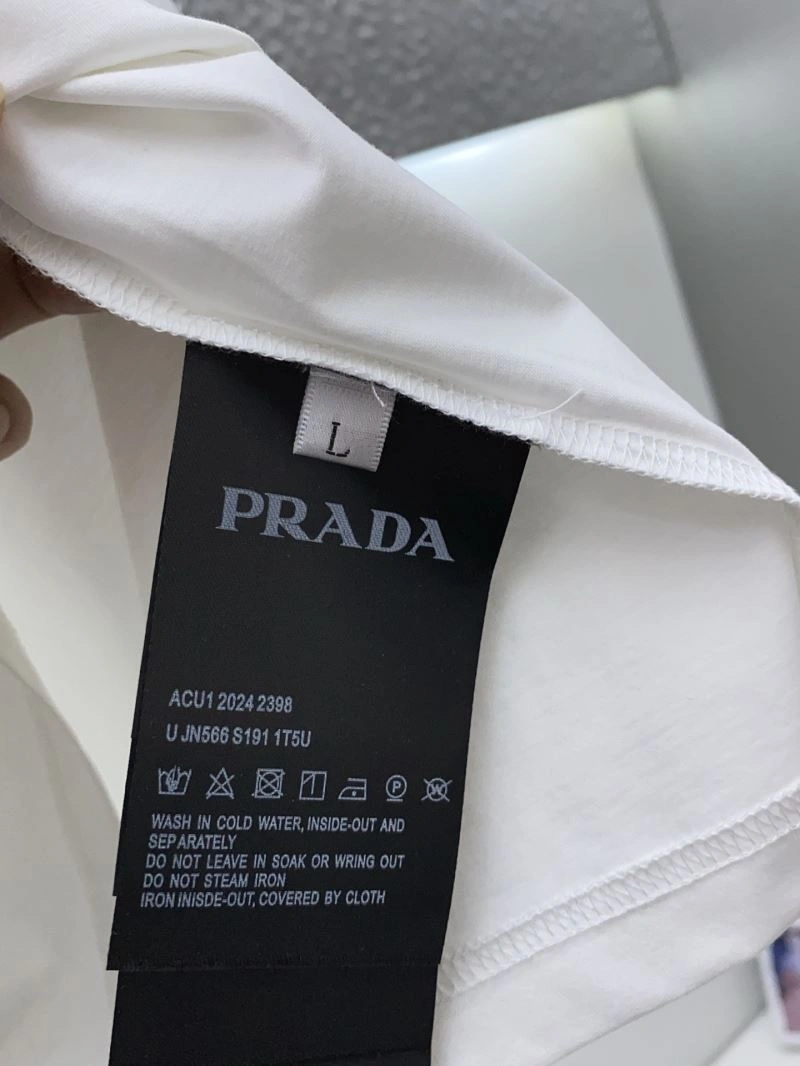 L
PRADA
ACU1 2024 2398
U JN566 S191 1T5U
P W
WASH IN COLD WATER, INSIDE-OUT AND
SEPARATELY
DO NOT LEAVE IN SOAK OR WRING OUT
DO NOT STEAM IRON
IRON INISDE-OUT, COVERED BY CLOTH